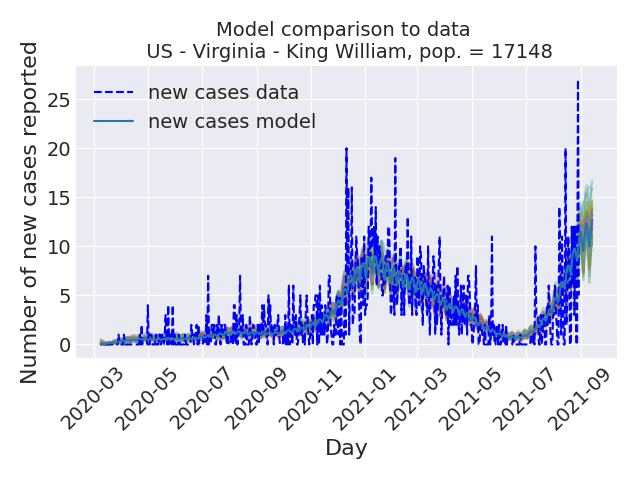 Model comparison to data
US - Virginia - King William, pop. = 17148
Number of new cases reported
25
20
15
10
5
0
new cases data
new cases model
2020-03
2020-05
2020-07
2020-09
2020-11
2021-01
2021-03
2021-05
2021-07
2021-09
Day